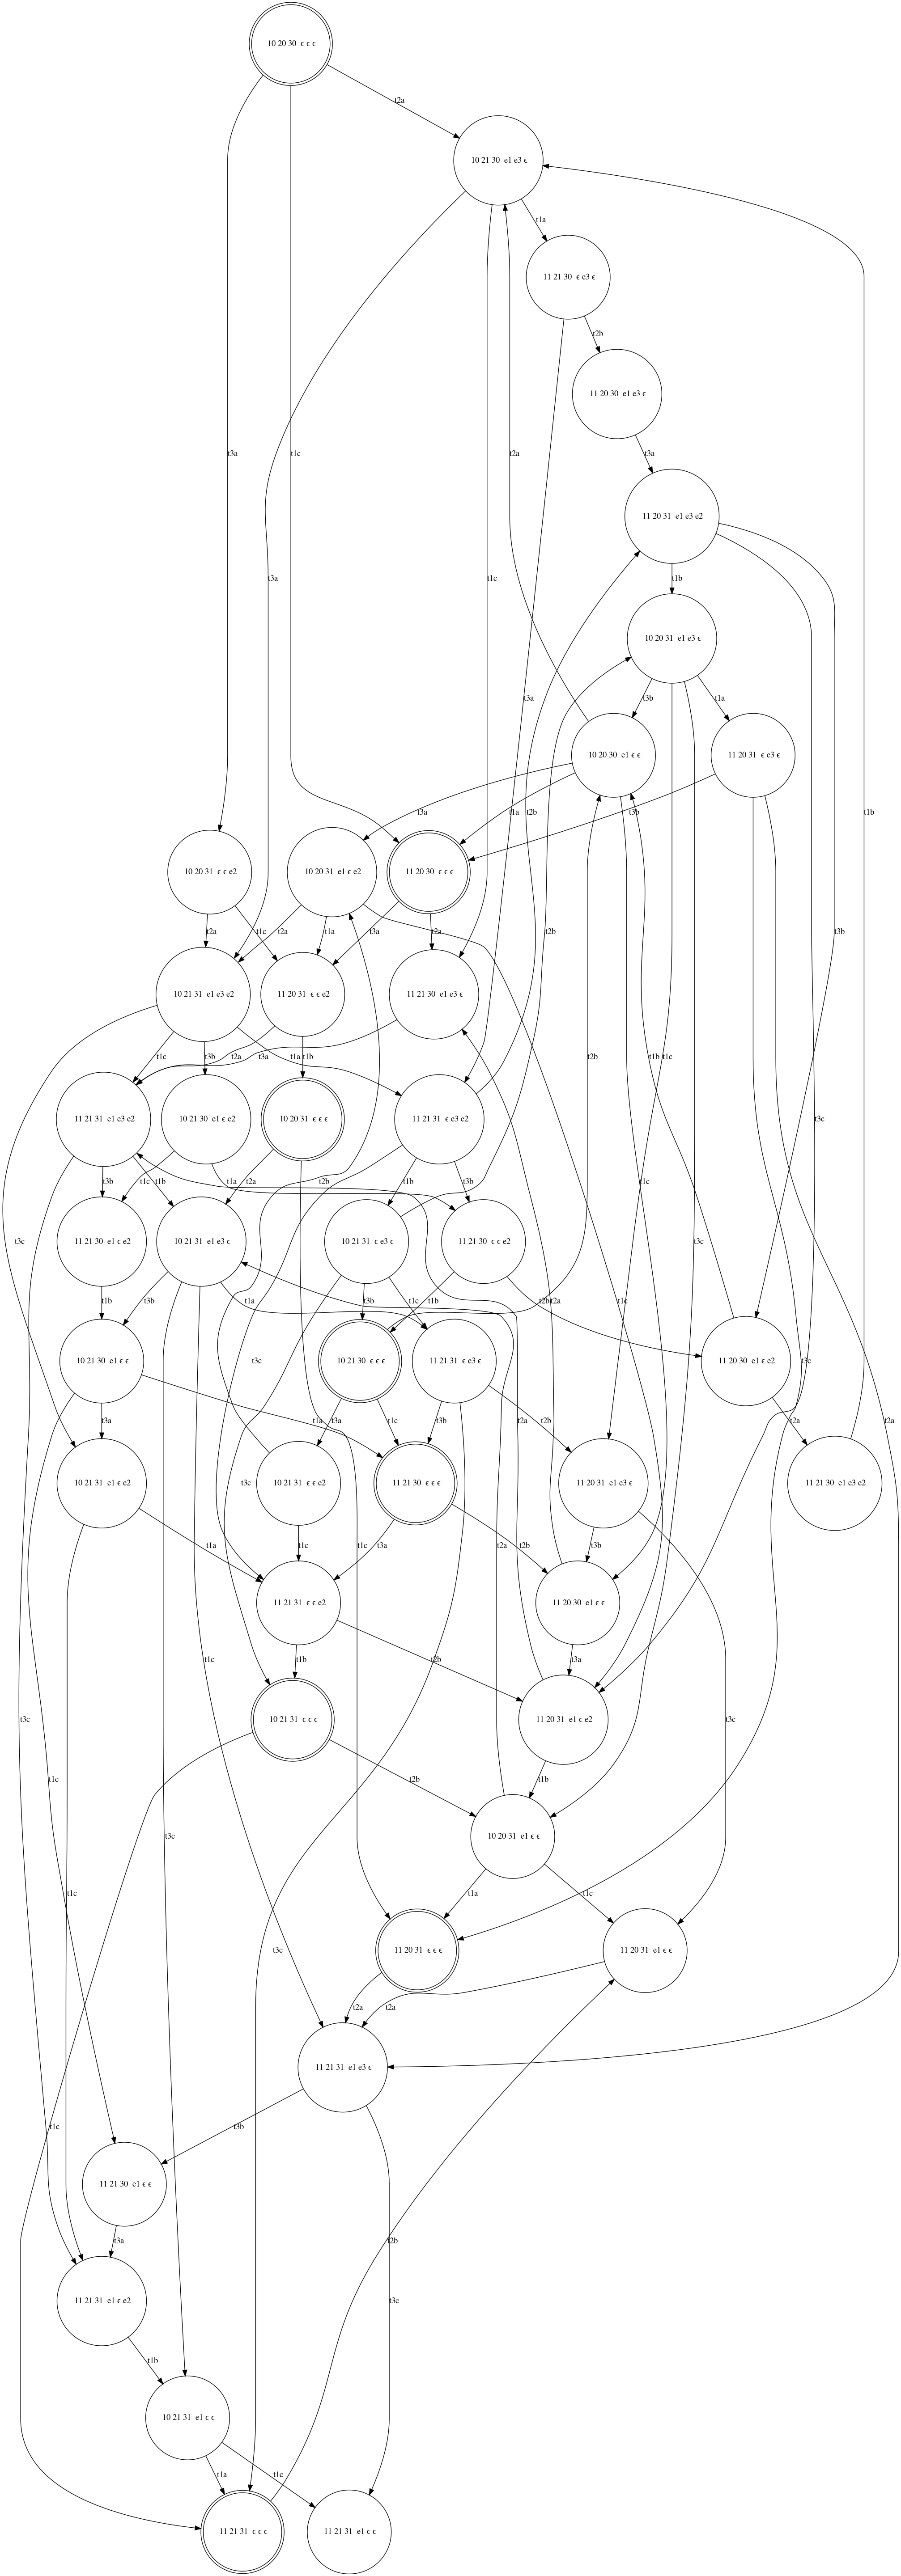 10 20 30 ϵ ϵ ϵ
t2a
10 21 30 e1 e3 ϵ
t1a
11 21 30 ϵ e3 ϵ
t2b
11 20 30 e1 e3 ϵ
t3a
t1c
t2a
t3a
11 20 31 e1 e3 e2
t3a
t1c
t1b
10 20 31 e1 e3 ϵ
t3a
t3b
t1a
10 20 30 e1 ϵ ϵ
11 20 31 ϵ e3 ϵ
t3a
t1a
t2b
t3b
t1b
10 20 31 ϵ ϵ e2
10 20 31 e1 ϵ e2
11 20 30 ϵ ϵ ϵ
t2a
t1c
t2a
t1a
t3a
t2a
t2b
t3b
10 21 31 e1 e3 e2
11 20 31 ϵ ϵ e2
11 21 30 e1 e3 ϵ
t1c
t3b
t2a
t3a
t1a
t1b
t2b
t1b
t1c
11 21 31 e1 e3 e2
10 21 30 e1 ϵ e2
10 20 31 ϵ ϵ ϵ
11 21 31 ϵ e3 e2
t3c
t3b
t1b
t1c
t2a
t1a
t2b
t1b
t3b
t1c
t3c
11 21 30 e1 ϵ e2
10 21 31 e1 e3 ϵ
10 21 31 ϵ e3 ϵ
11 21 30 ϵ ϵ e2
t3c
t1b
t3b
t1a
t3b
t1c
t1b
t2b
t2a
t1c
10 21 30 e1 ϵ ϵ
t3c
10 21 30 ϵ ϵ ϵ
11 21 31 ϵ e3 ϵ
11 20 30 e1 ϵ e2
t3c
t3a
t1a
t3a
t1c
t3b
t2b
t2a
t2a
t2a
10 21 31 e1 ϵ e2
10 21 31 ϵ ϵ e2
t3c
11 21 30 ϵ ϵ ϵ
11 20 31 e1 e3 ϵ
11 21 30 e1 e3 e2
t1a
t1c
t1c
t3a
t2a
t2b
t3b
11 21 31 ϵ ϵ e2
11 20 30 e1 ϵ ϵ
t1c
t1b
t2b
t3a
t3c
10 21 31 ϵ ϵ ϵ
11 20 31 e1 ϵ e2
t3c
t1c
t2b
t1b
t3c
10 20 31 e1 ϵ ϵ
t1c
t1a
t1c
t3c
11 20 31 ϵ ϵ ϵ
11 20 31 e1 ϵ ϵ
t2a
t2a
11 21 31 e1 e3 ϵ
t1c
t3b
11 21 30 e1 ϵ ϵ
t3a
t2b
11 21 31 e1 ϵ e2
t3c
t1b
10 21 31 e1 ϵ ϵ
t1a
t1c
11 21 31 ϵ ϵ ϵ
11 21 31 e1 ϵ ϵ